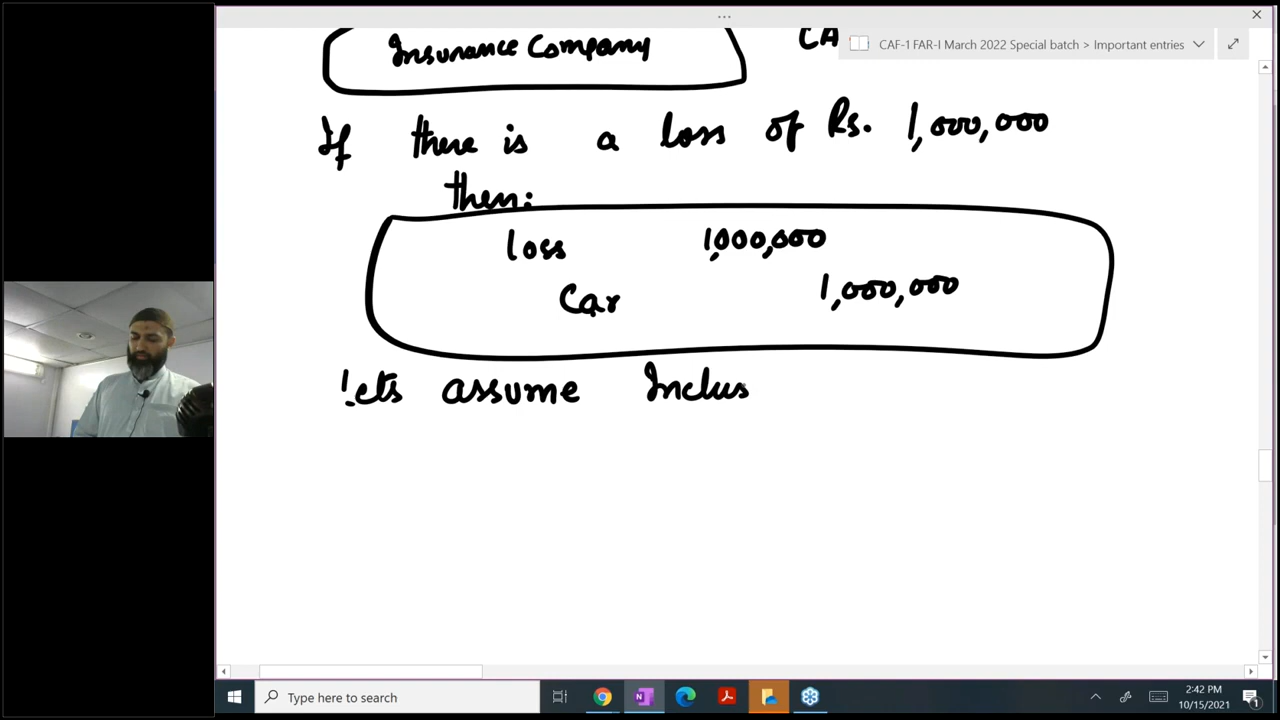 Insurance Company
CA
CAF-1 FAR-I March 2022 Special batch > Important entries
If there is a loss of Rs. 1,000,000
then:
loss 1,000,000
Car 1,000,000
Lets assume Inclus
Type here to search
2:42 PM
10/15/2021
1